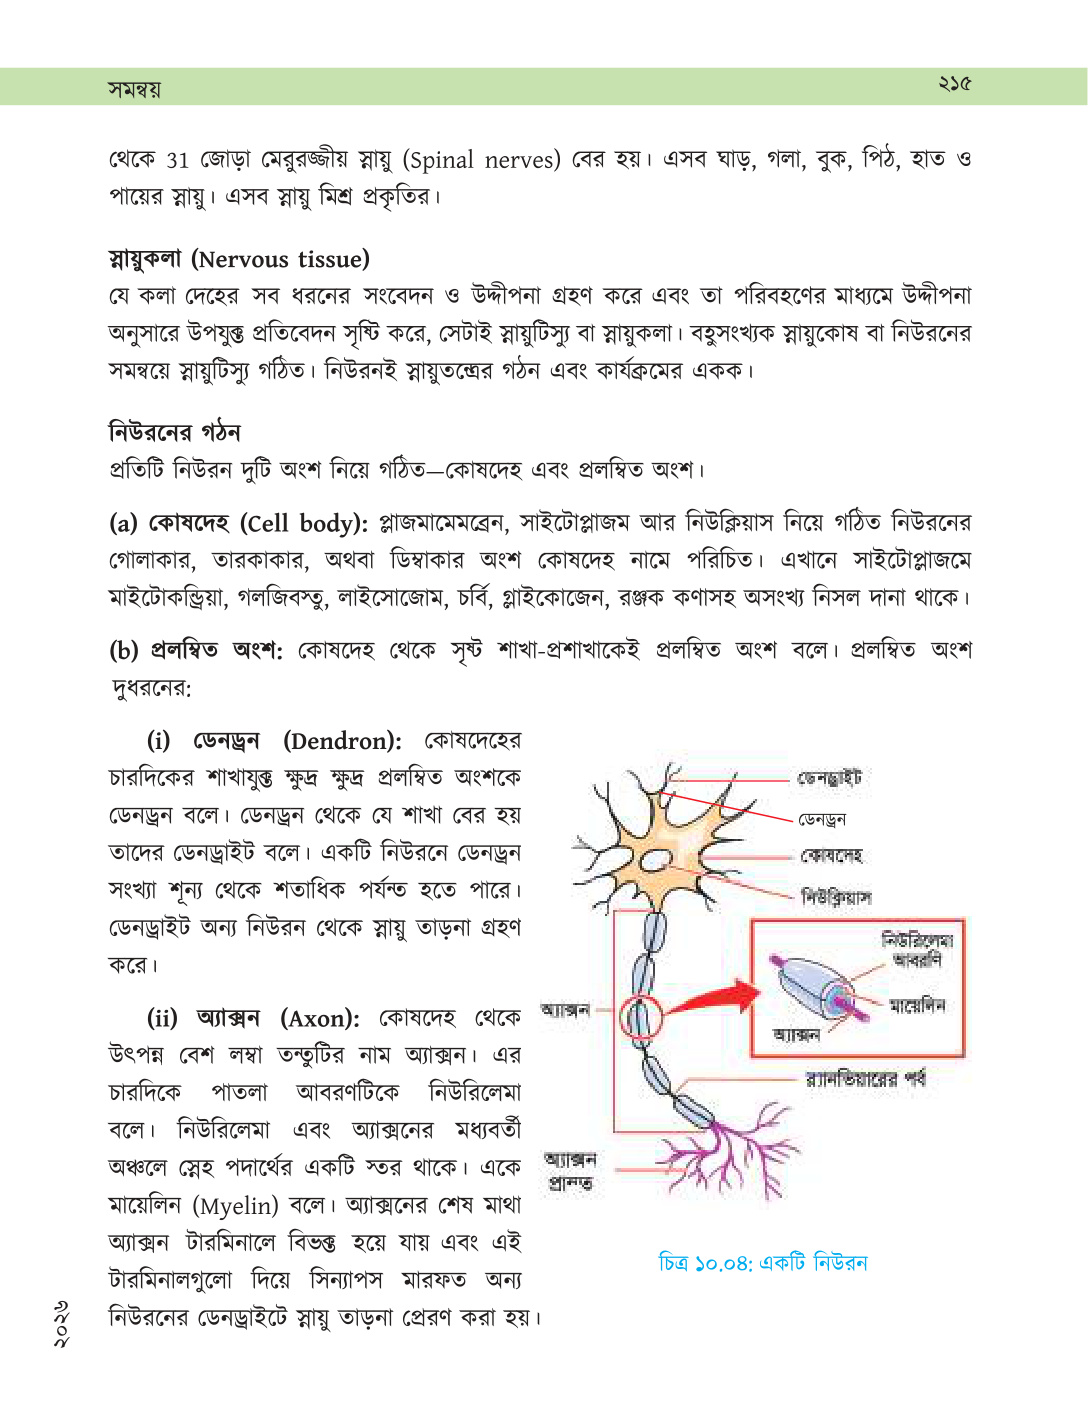 সমন্বয়
২১৫
থেকে 31 জোড়া মেরুরজ্জীয় স্নায়ু (Spinal nerves) বের হয়। এসব ঘাড়, গলা, বুক, পিঠ, হাত ও
পায়ের স্নায়ু। এসব স্নায়ু মিশ্র প্রকৃতির।
স্নায়ুকলা (Nervous tissue)
যে কলা দেহের সব ধরনের সংবেদন ও উদ্দীপনা গ্রহণ করে এবং তা পরিবহণের মাধ্যমে উদ্দীপনা
অনুসারে উপযুক্ত প্রতিবেদন সৃষ্টি করে, সেটাই স্নায়ুটিস্যু বা স্নায়ুকলা। বহুসংখ্যক স্নায়ুকোষ বা নিউরনের
সমন্বয়ে স্নায়ুটিস্যু গঠিত। নিউরনই স্নায়ুতন্ত্রের গঠন এবং কার্যক্রমের একক।
নিউরনের গঠন
প্রতিটি নিউরন দুটি অংশ নিয়ে গঠিত—কোষদেহ এবং প্রলম্বিত অংশ।
(a) কোষদেহ (Cell body): প্লাজমামেমব্রেন, সাইটোপ্লাজম আর নিউক্লিয়াস নিয়ে গঠিত নিউরনের
গোলাকার, তারকাকার, অথবা ডিম্বাকার অংশ কোষদেহ নামে পরিচিত। এখানে সাইটোপ্লাজমে
মাইটোকন্ড্রিয়া, গলজিবস্তু, লাইসোজোম, চর্বি, গ্লাইকোজেন, রঞ্জক কণাসহ অসংখ্য নিসল দানা থাকে।
(b) প্রলম্বিত অংশ: কোষদেহ থেকে সৃষ্ট শাখা-প্রশাখাকেই প্রলম্বিত অংশ বলে। প্রলম্বিত অংশ
দুধরনের:
(i) ডেনড্রন (Dendron): কোষদেহের
চারদিকের শাখাযুক্ত ক্ষুদ্র ক্ষুদ্র প্রলম্বিত অংশকে
ডেনড্রন বলে। ডেনড্রন থেকে যে শাখা বের হয়
তাদের ডেনড্রাইট বলে। একটি নিউরনে ডেনড্রন
সংখ্যা শূন্য থেকে শতাধিক পর্যন্ত হতে পারে।
ডেনড্রাইট অন্য নিউরন থেকে স্নায়ু তাড়না গ্রহণ
করে।
(ii) অ্যাক্সন (Axon): কোষদেহ থেকে
উৎপন্ন বেশ লম্বা তন্তুটির নাম অ্যাক্সন। এর
চারদিকে পাতলা আবরণটিকে নিউরিলেমা
বলে। নিউরিলেমা এবং অ্যাক্সনের মধ্যবর্তী
অঞ্চলে স্নেহ পদার্থের একটি স্তর থাকে। একে
মায়েলিন (Myelin) বলে। অ্যাক্সনের শেষ মাথা
অ্যাক্সন টারমিনালে বিভক্ত হয়ে যায় এবং এই
টারমিনালগুলো দিয়ে সিন্যাপস মারফত অন্য
নিউরনের ডেনড্রাইটে স্নায়ু তাড়না প্রেরণ করা হয়।
ডেনড্রাইট
ডেনড্রন
কোষদেহ
নিউক্লিয়াস
নিউরিলেমা
আবরণি
মায়েলিন
অ্যাক্সন
অ্যাক্সন
র‍্যানভিয়ারের পর্ব
অ্যাক্সন
প্রান্ত
চিত্র ১০.০৪: একটি নিউরন
২০২৬